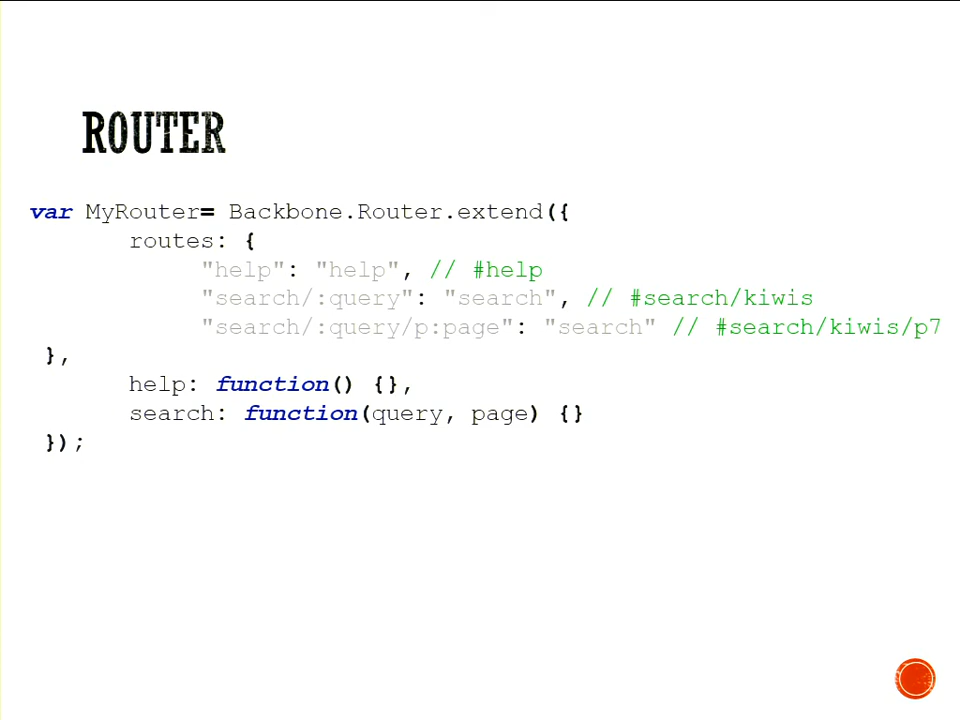 ROUTER
var MyRouter= Backbone.Router.extend({
routes: {
"help": "help", // #help
"search/:query": "search", // #search/kiwis
"search/:query/p:page": "search" // #search/kiwis/p7
},
help: function() {},
search: function(query, page) {}
});